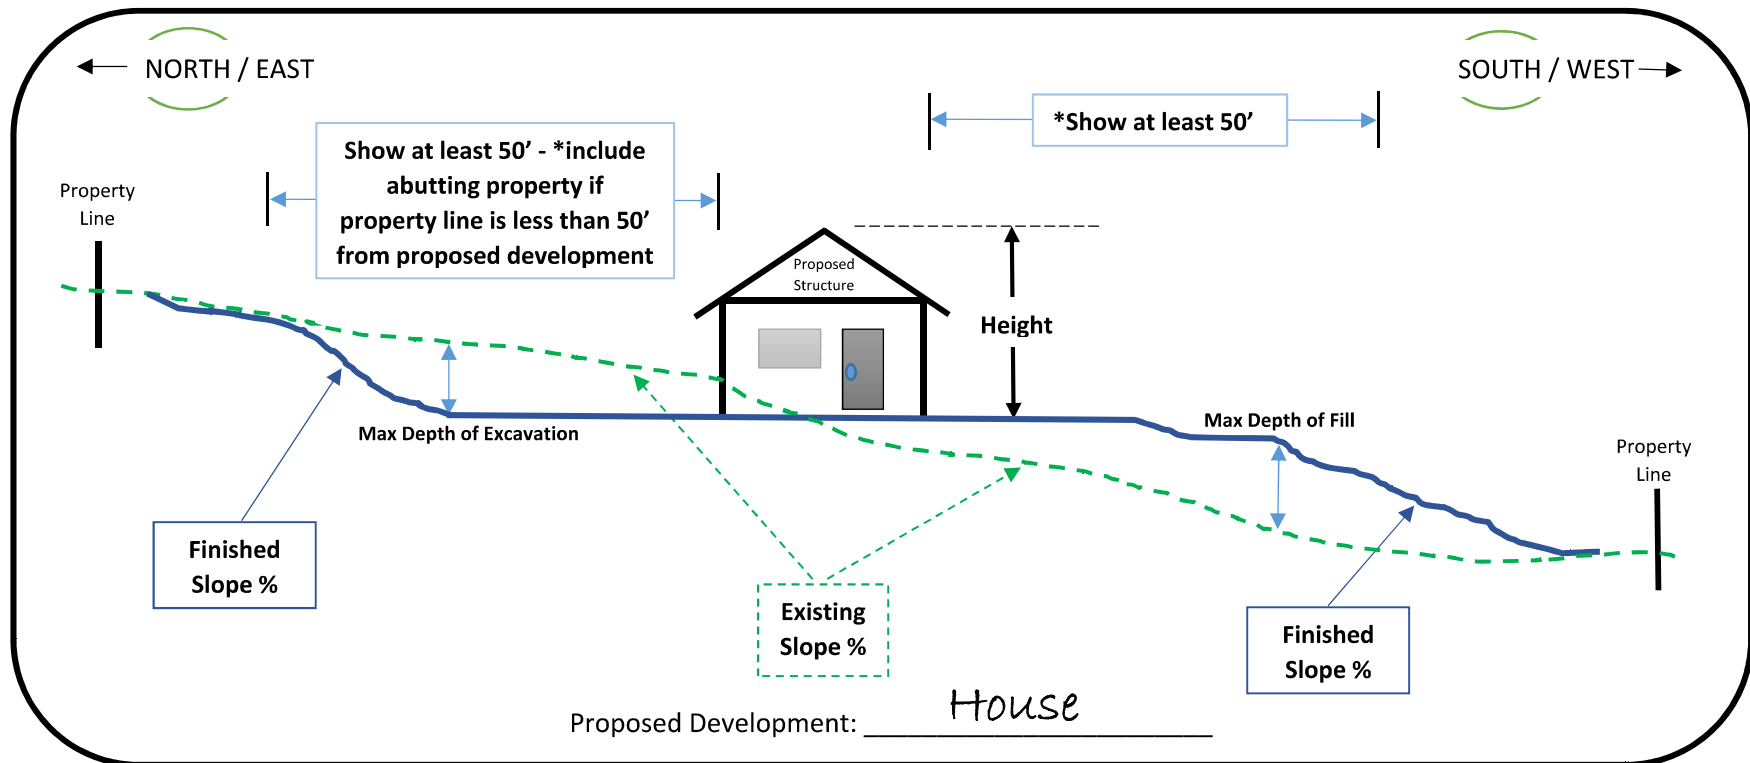 NORTH / EAST
SOUTH / WEST
*Show at least 50’
Show at least 50’ - *include
abutting property if
property line is less than 50’
from proposed development
Property
Line
Proposed
Structure
Height
Max Depth of Excavation
Max Depth of Fill
Property
Line
Finished
Slope %
Existing
Slope %
Finished
Slope %
Proposed Development: House